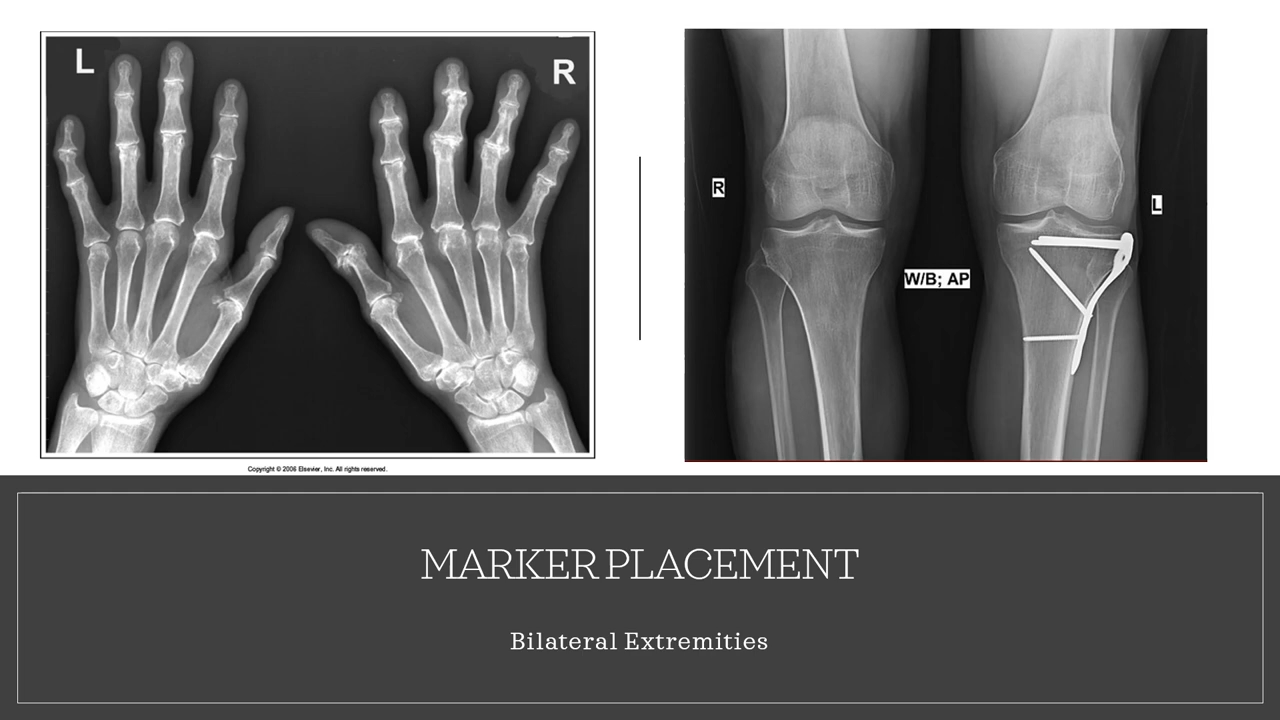 L
R
Copyright © 2006 Elsevier, Inc. All rights reserved.
R
L
W/B; AP
MARKER PLACEMENT
Bilateral Extremities